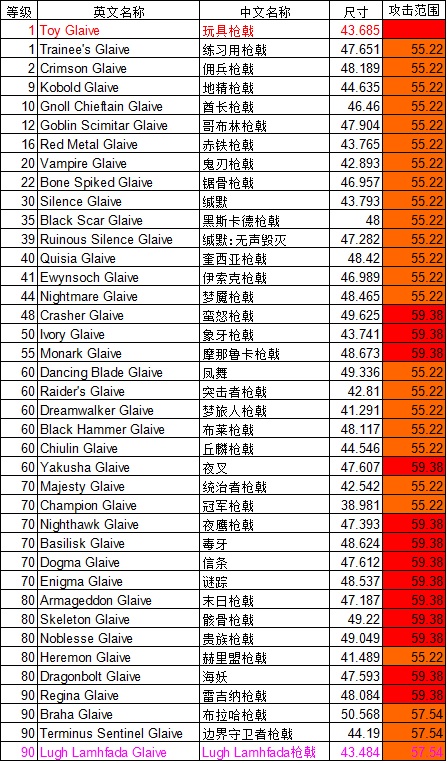 等级 英文名称 中文名称 尺寸 攻击范围
1 Toy Glaive 玩具枪戟 43.685
1 Trainee's Glaive 练习用枪戟 47.651 55.22
2 Crimson Glaive 佣兵枪戟 48.189 55.22
9 Kobold Glaive 地精枪戟 44.635 55.22
10 Gnoll Chieftain Glaive 酋长枪戟 46.46 55.22
12 Goblin Scimitar Glaive 哥布林枪戟 47.904 55.22
16 Red Metal Glaive 赤铁枪戟 43.765 55.22
20 Vampire Glaive 鬼刃枪戟 42.893 55.22
22 Bone Spiked Glaive 锯骨枪戟 46.957 55.22
30 Silence Glaive 缄默 43.793 55.22
35 Black Scar Glaive 黑斯卡德枪戟 48 55.22
39 Ruinous Silence Glaive 缄默:无声毁灭 47.282 55.22
40 Quisia Glaive 奎西亚枪戟 48.42 55.22
41 Ewynsoch Glaive 伊索克枪戟 46.989 55.22
44 Nightmare Glaive 梦魔枪戟 48.465 55.22
48 Crasher Glaive 蛮怒枪戟 49.625 59.38
50 Ivory Glaive 象牙枪戟 43.741 59.38
55 Monark Glaive 摩那鲁卡枪戟 48.673 59.38
60 Dancing Blade Glaive 凤舞 49.336 55.22
60 Raider's Glaive 突击者枪戟 42.81 55.22
60 Dreamwalker Glaive 梦旅人枪戟 41.291 55.22
60 Black Hammer Glaive 布莱枪戟 48.117 55.22
60 Chiulin Glaive 丘麟枪戟 44.546 55.22
60 Yakusha Glaive 夜叉 47.607 59.38
70 Majesty Glaive 统治者枪戟 42.542 55.22
70 Champion Glaive 冠军枪戟 38.981 55.22
70 Nighthawk Glaive 夜鹰枪戟 47.393 59.38
70 Basilisk Glaive 毒牙 48.624 59.38
70 Dogma Glaive 信条 47.612 59.38
70 Enigma Glaive 谜踪 48.537 59.38
80 Armageddon Glaive 末日枪戟 47.187 59.38
80 Skeleton Glaive 骸骨枪戟 49.22 59.38
80 Noblesse Glaive 贵族枪戟 49.049 59.38
80 Heremon Glaive 赫里盟枪戟 41.489 55.22
80 Dragonbolt Glaive 海妖 47.593 59.38
90 Regina Glaive 雷吉纳枪戟 48.084 59.38
90 Braha Glaive 布拉哈枪戟 50.568 57.54
90 Terminus Sentinel Glaive 边界守卫者枪戟 44.19 57.54
90 Lugh Lamhfada Glaive Lugh Lamhfada枪戟 43.484 57.54